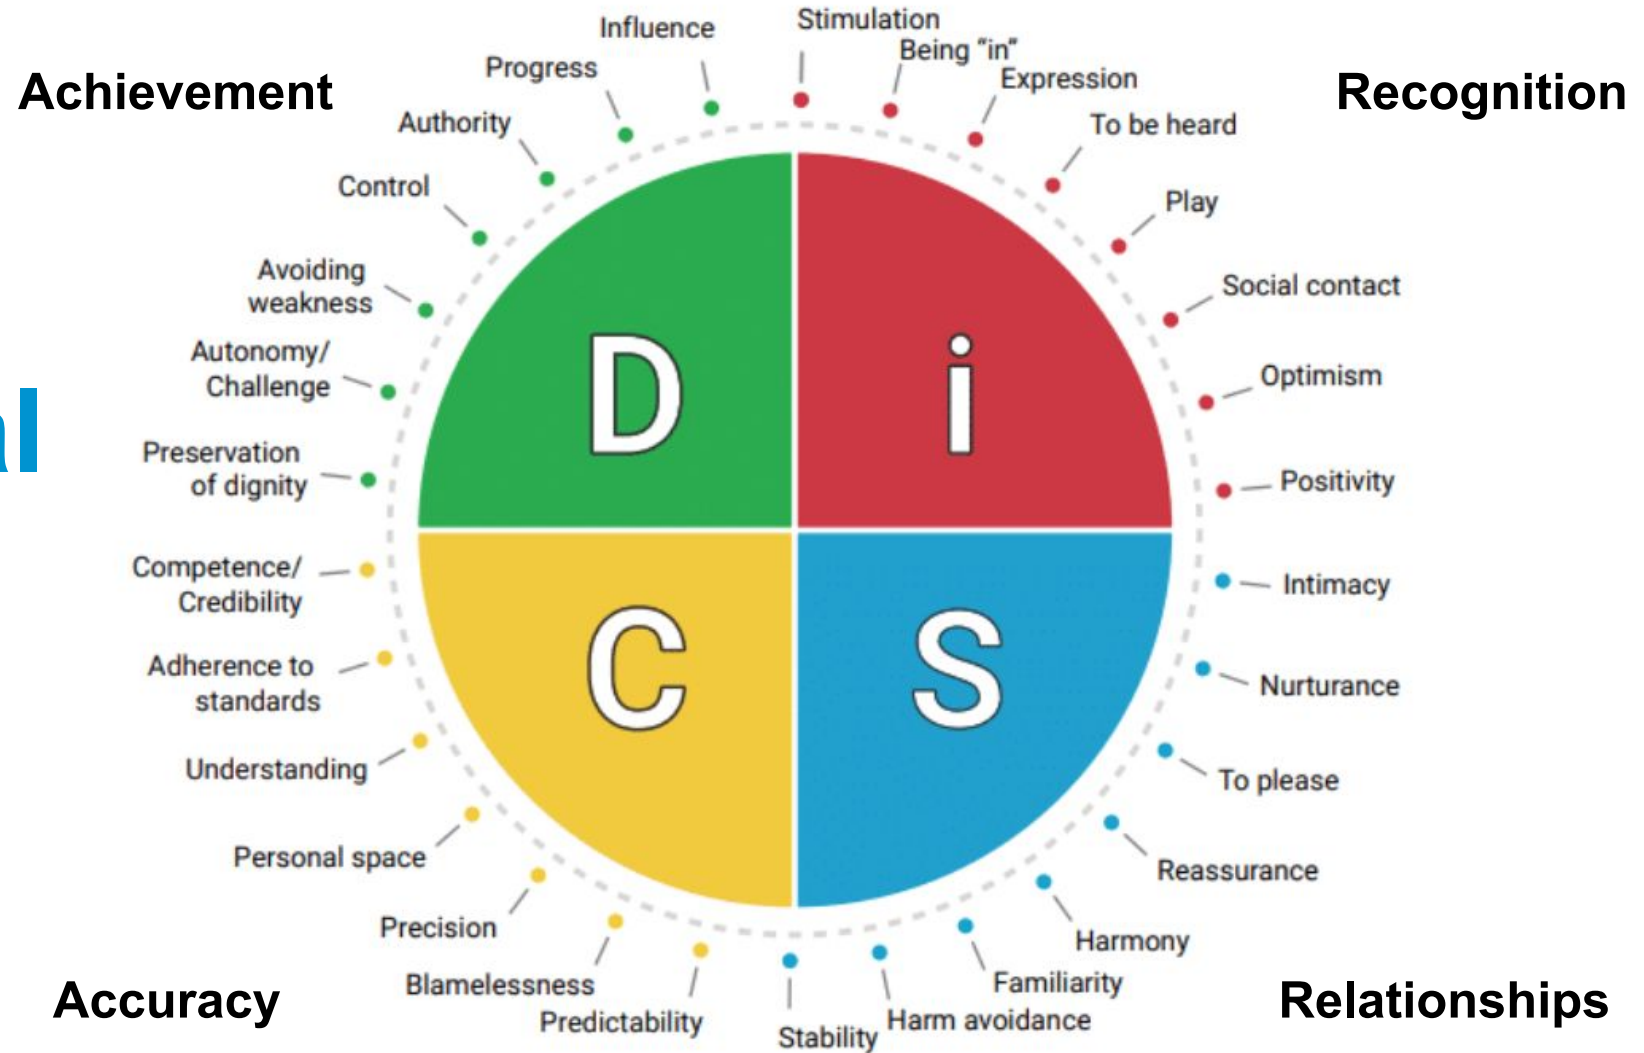 Achievement
Recognition
Influence
Progress
Authority
Control
Avoiding
weakness
Autonomy/
Challenge
Preservation
of dignity
Stimulation
Being "in"
Expression
To be heard
Play
Social contact
Optimism
Positivity
al
D
i
C
S
Competence/
Credibility
Adherence to
standards
Understanding
Personal space
Precision
Blamelessness
Predictability
Intimacy
Nurturance
To please
Reassurance
Harmony
Familiarity
Harm avoidance
Stability
Accuracy
Relationships